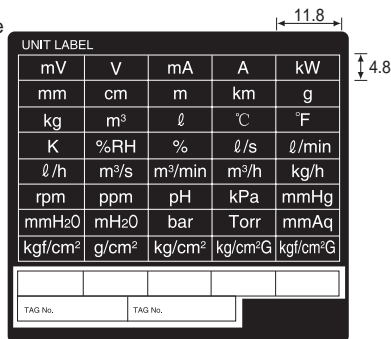 e
11.8
UNIT LABEL
4.8
mV V mA A kW
mm cm m km g
kg m³ ℓ ℃ °F
K %RH % ℓ/s ℓ/min
ℓ/h m³/s m³/min m³/h kg/h
rpm ppm pH kPa mmHg
mmH20 mH20 bar Torr mmAq
kgf/cm² g/cm² kg/cm² kg/cm²G kgf/cm²G
TAG No. TAG No.